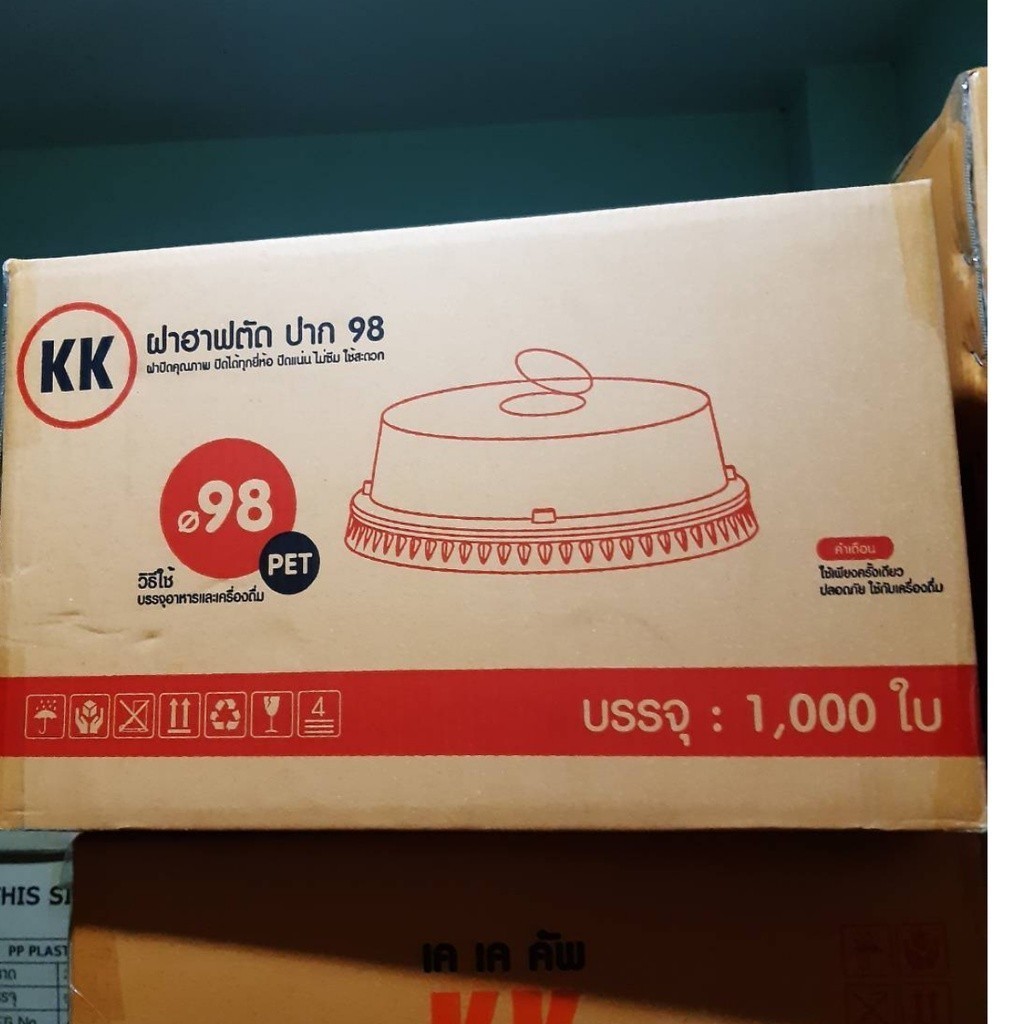 KK
ฝาฮาฟตัด ปาก 98
ฝาปิดคุณภาพ ปิดได้ทุกยี่ห้อ ปิดแน่น ไม่ซึม ใช้สะดวก
⌀98
PET
วิธีใช้
บรรจุอาหารและเครื่องดื่ม
คำเตือน
ใช้เพียงครั้งเดียว
ปลอดภัย ใช้กับเครื่องดื่ม
4
บรรจุ : 1,000 ใบ
THIS SI
PP PLAST
เค เค คัพ
KK